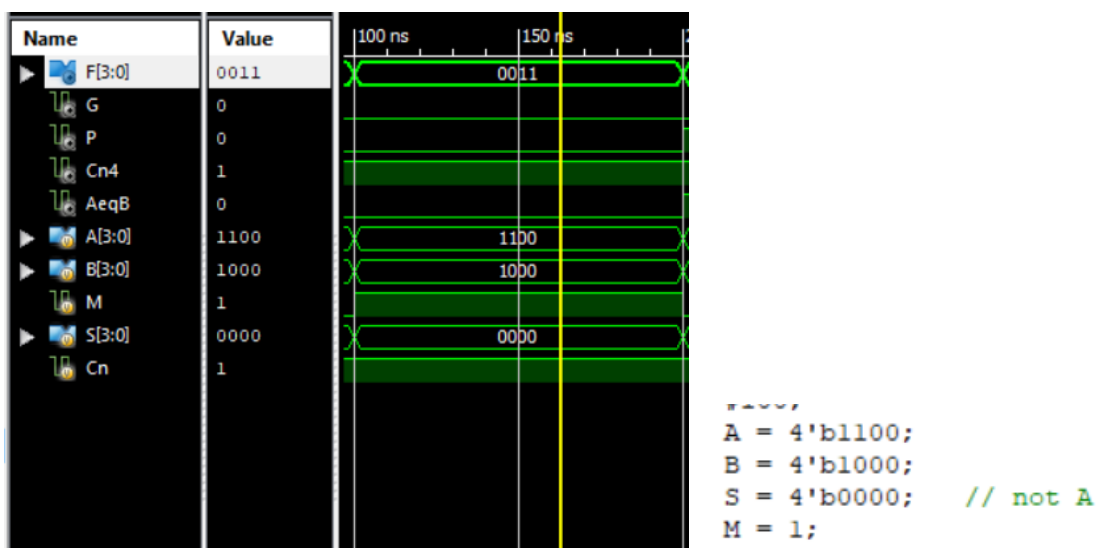 Name Value 100 ns 150 ns
F[3:0] 0011 0011
G 0
P 0
Cn4 1
AeqB 0
A[3:0] 1100 1100
B[3:0] 1000 1000
M 1
S[3:0] 0000 0000
Cn 1
A = 4'b1100;
B = 4'b1000;
S = 4'b0000; // not A
M = 1;